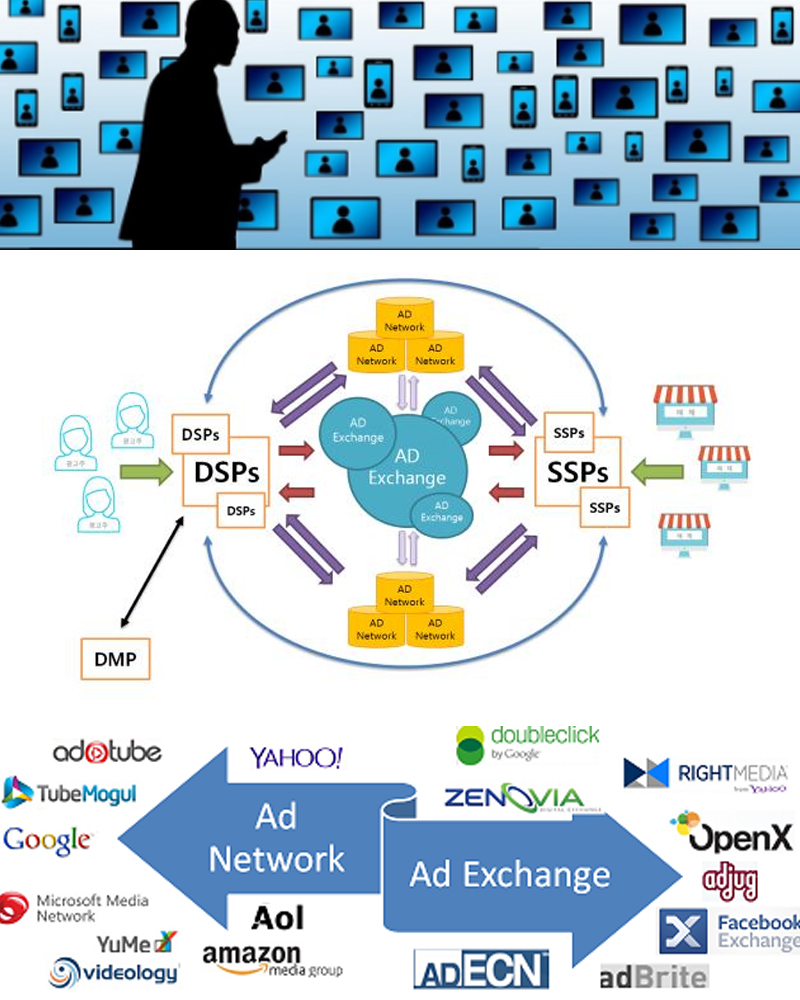 AD
Network
AD
Network
AD
Network
광고주
광고주
광고주
DSPs
DSPs
DSPs
AD
Exchange
AD
Exchange
AD
Exchange
AD
Exchange
SSPs
SSPs
SSPs
매 체
매 체
매 체
AD
Network
AD
Network
AD
Network
DMP
adotube
YAHOO!
doubleclick
by Google
TubeMogul
ZENOVIA
DIGITAL EXCHANGE
RIGHTMEDIA
from YAHOO!
Google
Ad
Network
Ad Exchange
OpenX
adjug
Microsoft Media
Network
YuMe
videology
Aol
amazon
media group
ADECN
Facebook
Exchange
adBrite